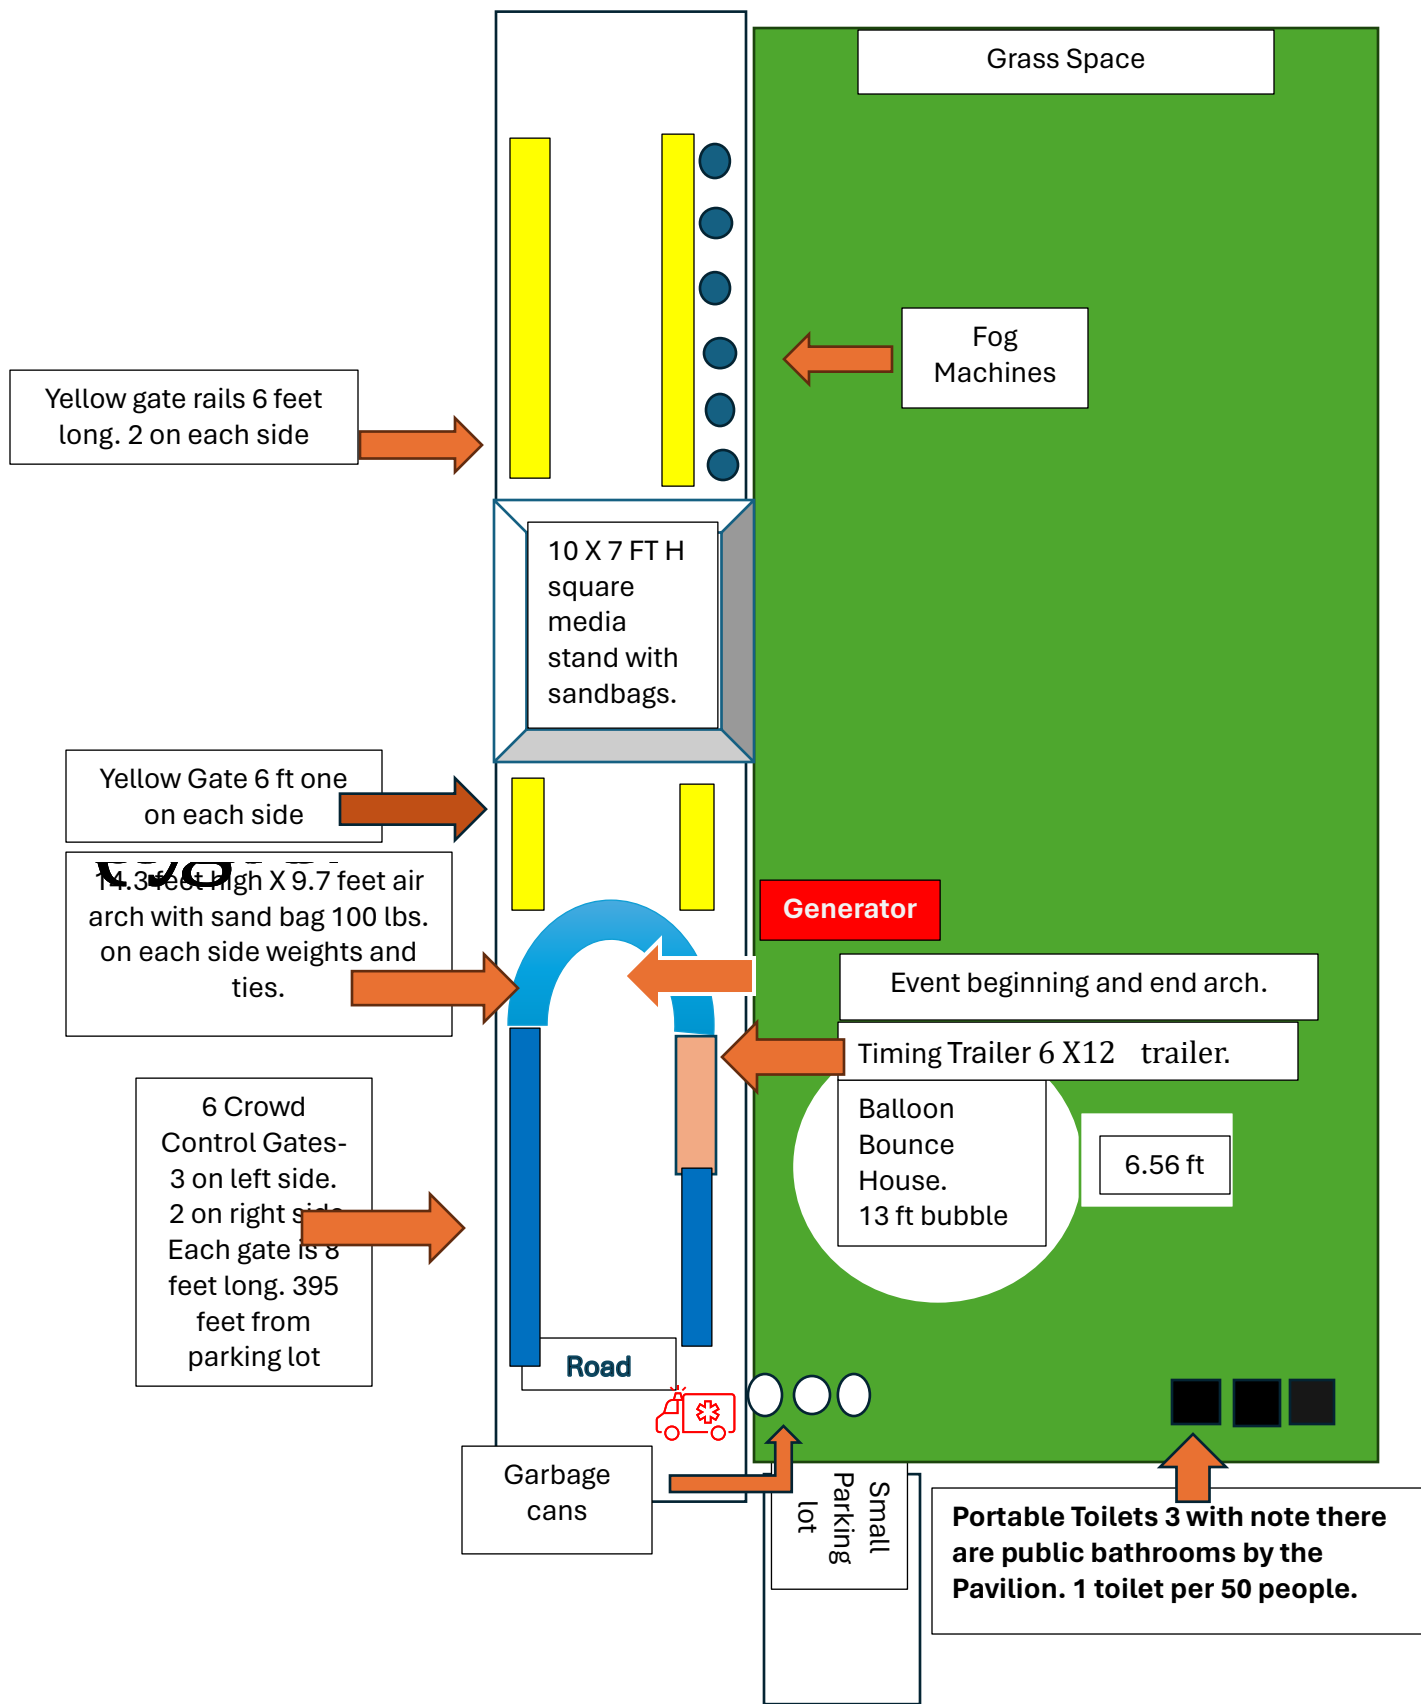 Grass Space
Fog
Machines
Yellow gate rails 6 feet
long. 2 on each side
10 X 7 FT H
square
media
stand with
sandbags.
Yellow Gate 6 ft one
on each side
14.3 feet high X 9.7 feet air
arch with sand bag 100 lbs.
on each side weights and
ties.
Generator
Event beginning and end arch.
Timing Trailer 6 X12 trailer.
Balloon
Bounce
House.
13 ft bubble
6.56 ft
6 Crowd
Control Gates-
3 on left side.
2 on right side
Each gate is 8
feet long. 395
feet from
parking lot
Road
Garbage
cans
Small
Parking
lot
Portable Toilets 3 with note there
are public bathrooms by the
Pavilion. 1 toilet per 50 people.